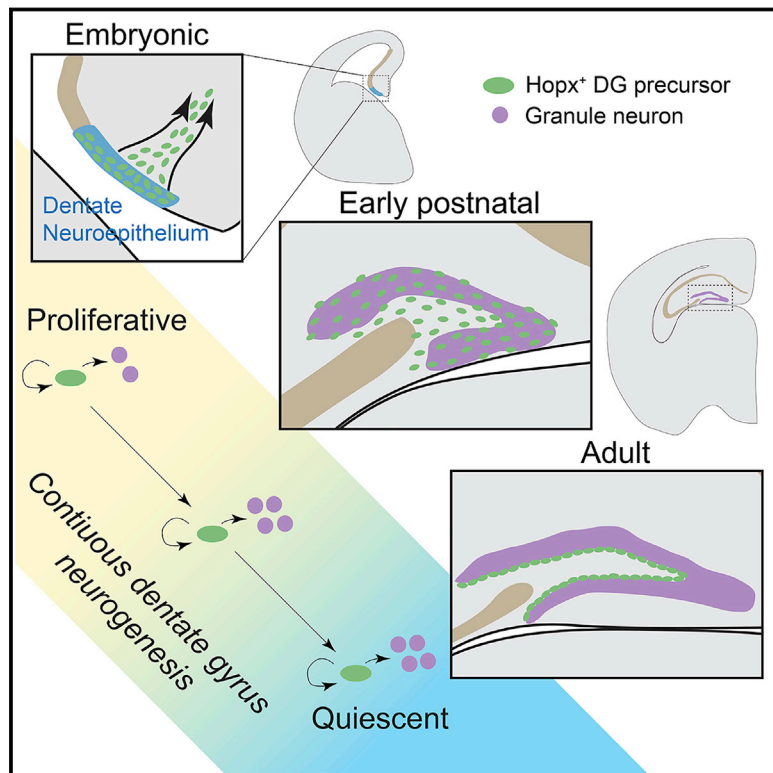 Embryonic
Hopx+ DG precursor
Granule neuron
Dentate
Neuroepithelium
Early postnatal
Proliferative
Adult
Contiuous dentate gyrus
neurogenesis
Quiescent